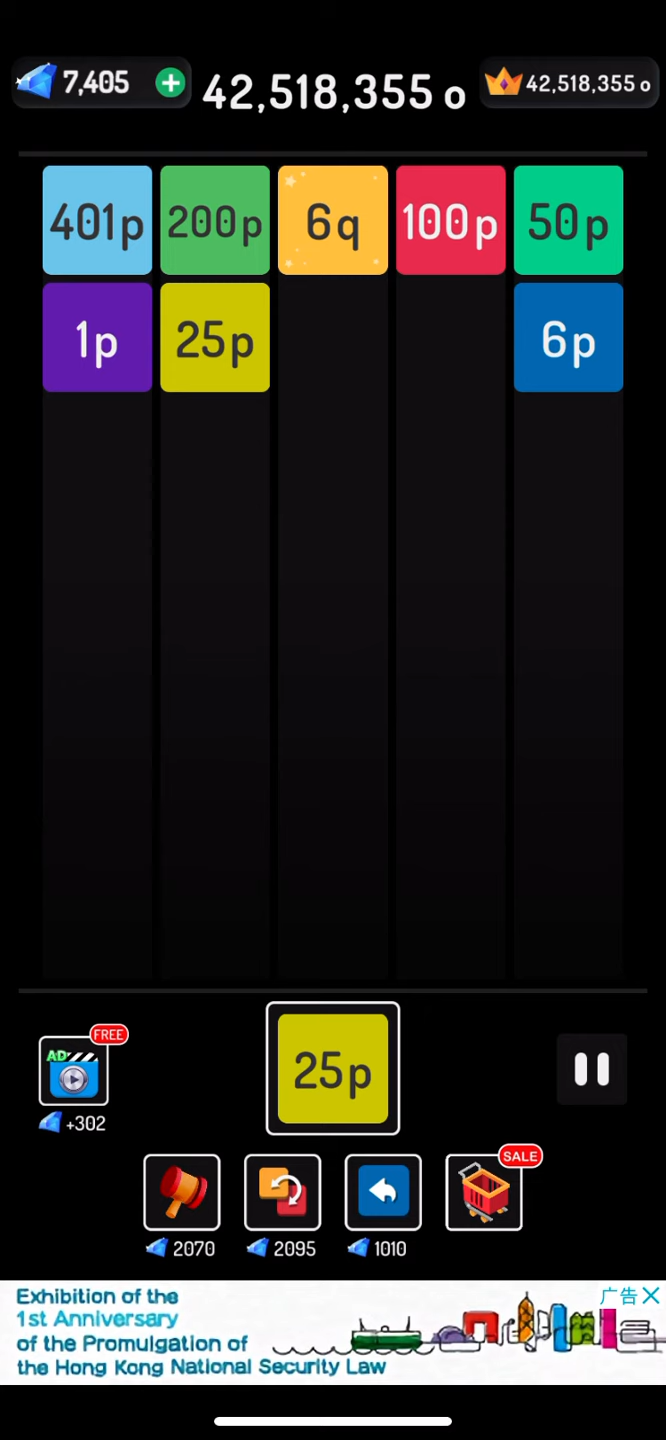 7,405
42,518,355 o
42,518,355 o
401p 200p 6q 100p 50p
1p 25p 6p
FREE
AD
+302
25p
SALE
2070 2095 1010
Exhibition of the
1st Anniversary
of the Promulgation of
the Hong Kong National Security Law
广告